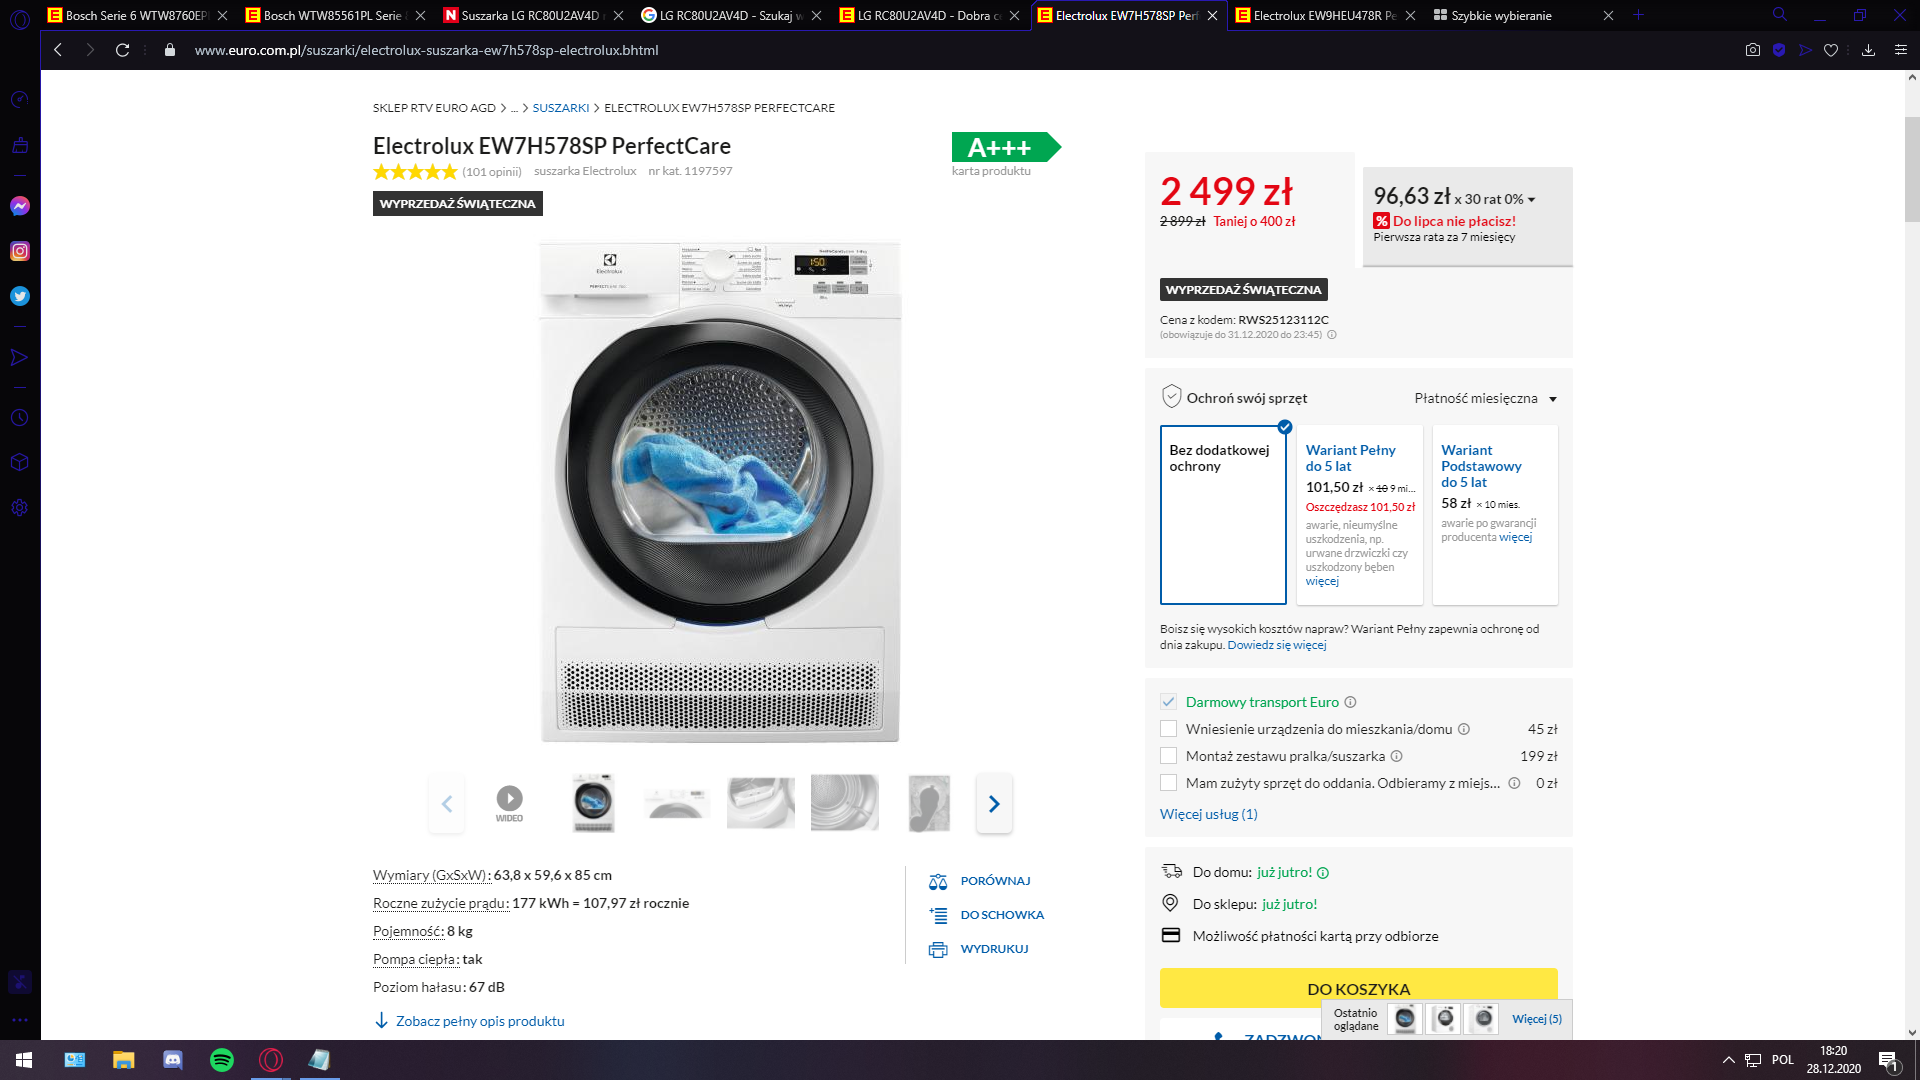 Bosch Serie 6 WTW8760EP
Bosch WTW85561PL Serie
Suszarka LG RC80U2AV4D
LG RC80U2AV4D - Szukaj w
LG RC80U2AV4D - Dobra c
Electrolux EW7H578SP Perf
Electrolux EW9HEU478R Pe
Szybkie wybieranie
www.euro.com.pl/suszarki/electrolux-suszarka-ew7h578sp-electrolux.bhtml
SKLEP RTV EURO AGD > ... > SUSZARKI > ELECTROLUX EW7H578SP PERFECTCARE
Electrolux EW7H578SP PerfectCare
(101 opinii) suszarka Electrolux nr kat. 1197597
WYPRZEDAŻ ŚWIĄTECZNA
A+++
karta produktu
Electrolux
1:50
WIDEO
Wymiary (GxSxW): 63,8 x 59,6 x 85 cm
Roczne zużycie prądu: 177 kWh = 107,97 zł rocznie
Pojemność: 8 kg
Pompa ciepła: tak
Poziom hałasu: 67 dB
Zobacz pełny opis produktu
PORÓWNAJ
DO SCHOWKA
WYDRUKUJ
2 499 zł
2 899 zł Taniej o 400 zł
96,63 zł x 30 rat 0%
% Do lipca nie płacisz!
Pierwsza rata za 7 miesięcy
WYPRZEDAŻ ŚWIĄTECZNA
Cena z kodem: RWS25123112C
(obowiązuje do 31.12.2020 do 23:45)
Ochroń swój sprzęt
Płatność miesięczna
Bez dodatkowej
ochrony
Wariant Pełny
do 5 lat
101,50 zł × 10 9 mi...
Oszczędzasz 101,50 zł
awarie, nieumyślne
uszkodzenia, np.
urwane drzwiczki czy
uszkodzony bęben
więcej
Wariant
Podstawowy
do 5 lat
58 zł × 10 mies.
awarie po gwarancji
producenta więcej
Boisz się wysokich kosztów napraw? Wariant Pełny zapewnia ochronę od
dnia zakupu. Dowiedz się więcej
Darmowy transport Euro
Wniesienie urządzenia do mieszkania/domu 45 zł
Montaż zestawu pralka/suszarka 199 zł
Mam zużyty sprzęt do oddania. Odbieramy z miejs... 0 zł
Więcej usług (1)
Do domu: już jutro!
Do sklepu: już jutro!
Możliwość płatności kartą przy odbiorze
DO KOSZYKA
Ostatnio
oglądane
Więcej (5)
ZADZWOŃ
POL
18:20
28.12.2020
1